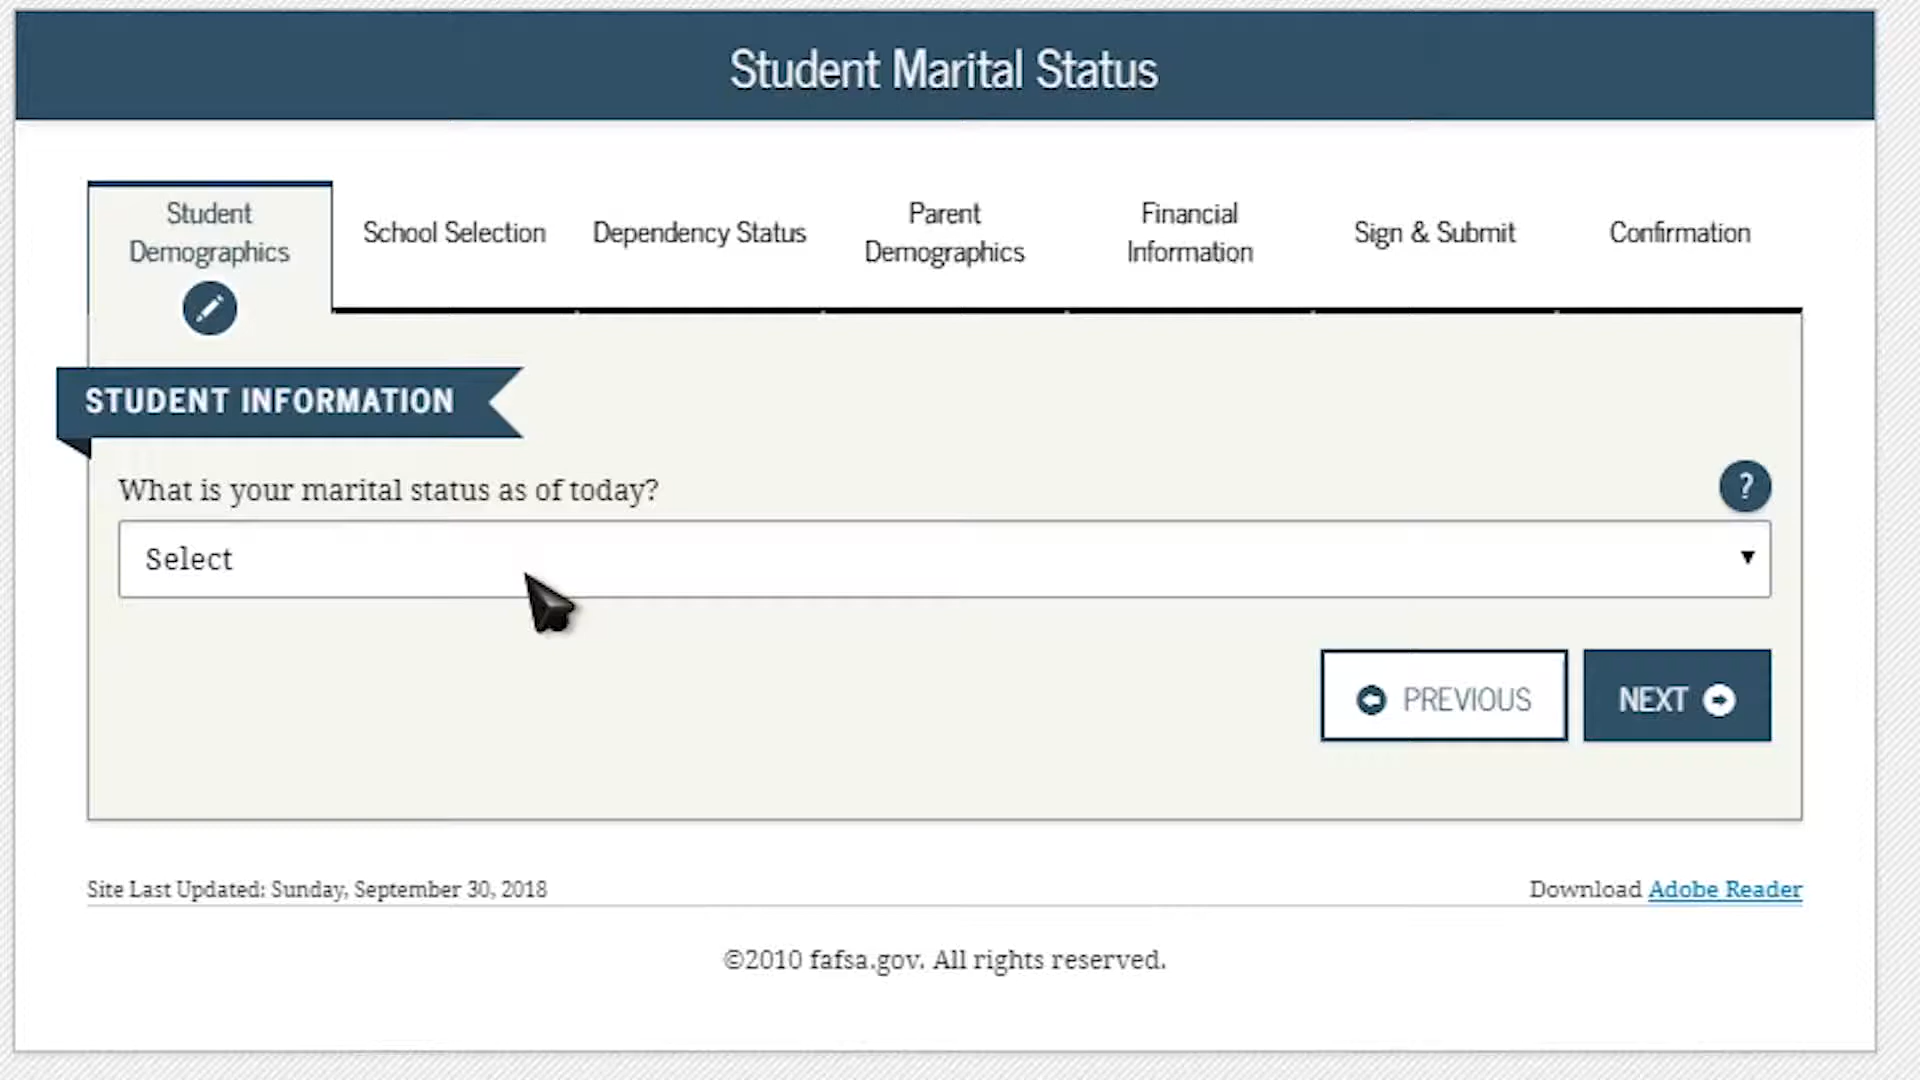 Student Marital Status
Student
Demographics
School Selection
Dependency Status
Parent
Demographics
Financial
Information
Sign & Submit
Confirmation
STUDENT INFORMATION
What is your marital status as of today?
?
Select
PREVIOUS
NEXT
Site Last Updated: Sunday, September 30, 2018
Download Adobe Reader
©2010 fafsa.gov. All rights reserved.